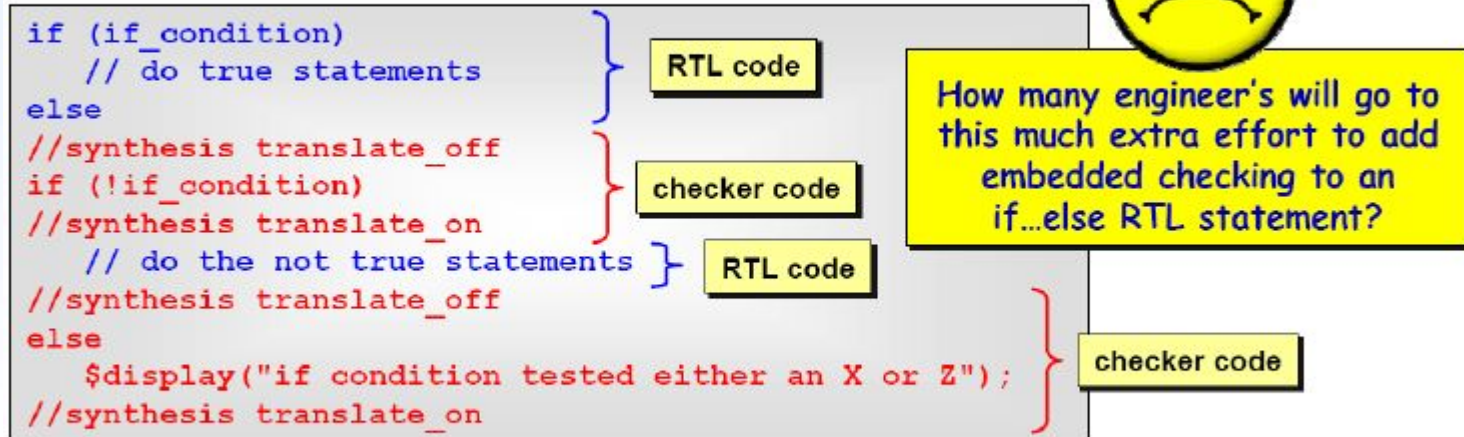 if (if_condition)
   // do true statements
else
//synthesis translate_off
if (!if_condition)
//synthesis translate_on
   // do the not true statements
//synthesis translate_off
else
   $display("if condition tested either an X or Z");
//synthesis translate_on
RTL code
checker code
RTL code
checker code
How many engineer's will go to
this much extra effort to add
embedded checking to an
if...else RTL statement?